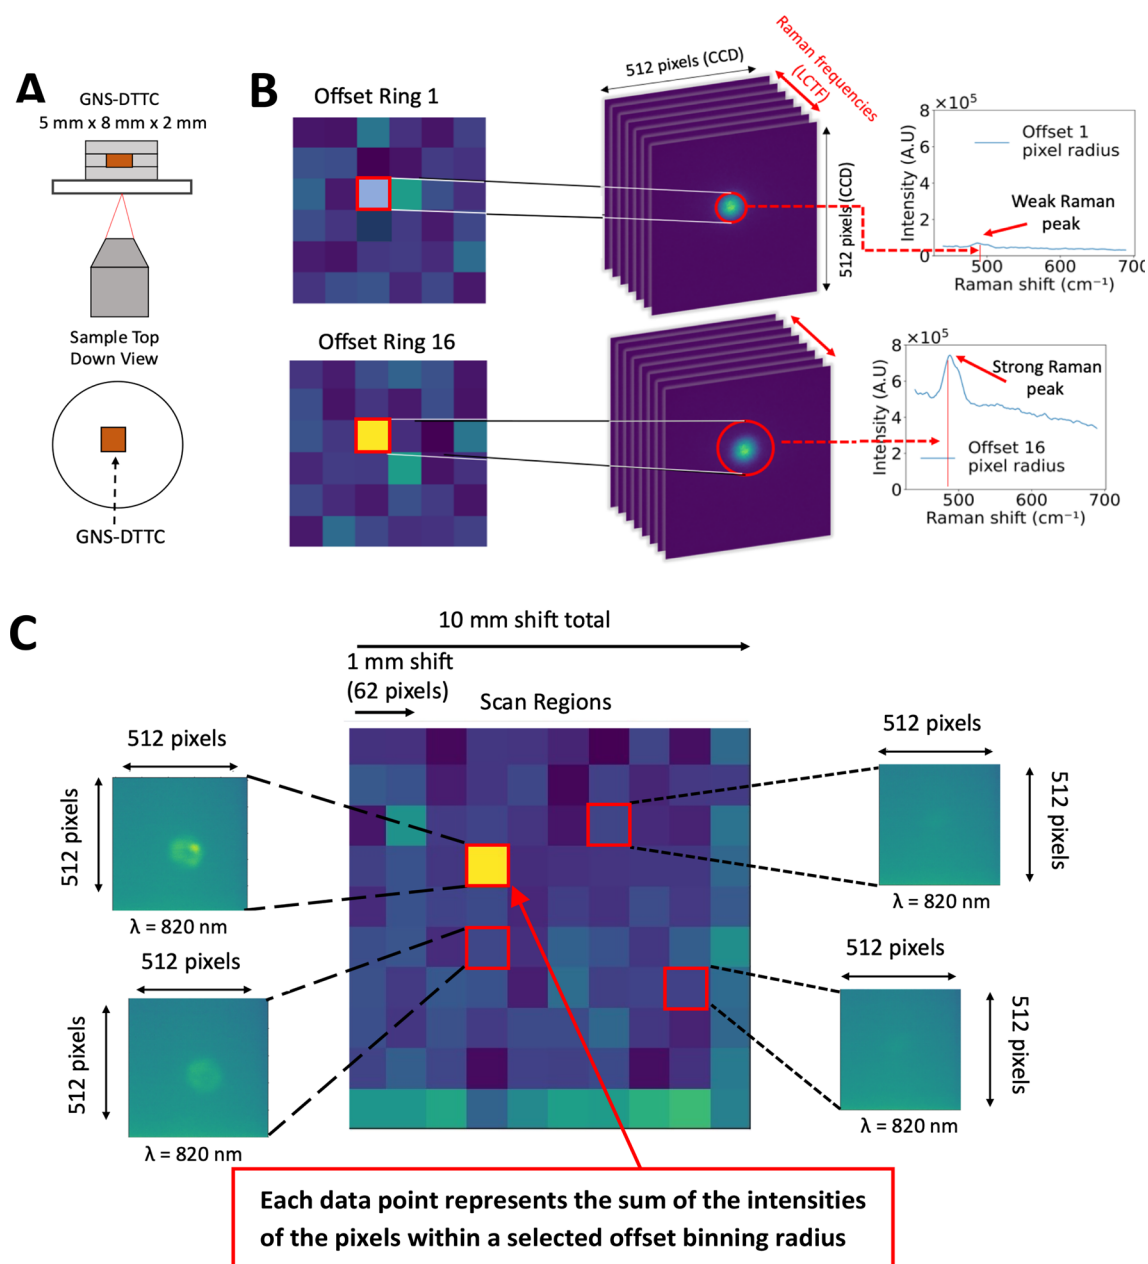 A
GNS-DTTC
5 mm x 8 mm x 2 mm
Sample Top
Down View
GNS-DTTC
B
Offset Ring 1
512 pixels (CCD)
Raman frequencies
(LCTF)
512 pixels (CCD)
×10⁵
8
6
4
2
0
Intensity (A.U)
Offset 1
pixel radius
Weak Raman
peak
500
600
700
Raman shift (cm⁻¹)
Offset Ring 16
×10⁵
8
6
4
2
0
Intensity (A.U)
Strong Raman
peak
Offset 16
pixel radius
500
600
700
Raman shift (cm⁻¹)
C
10 mm shift total
1 mm shift
(62 pixels)
Scan Regions
512 pixels
512 pixels
λ = 820 nm
512 pixels
512 pixels
λ = 820 nm
512 pixels
512 pixels
λ = 820 nm
512 pixels
512 pixels
λ = 820 nm
Each data point represents the sum of the intensities
of the pixels within a selected offset binning radius